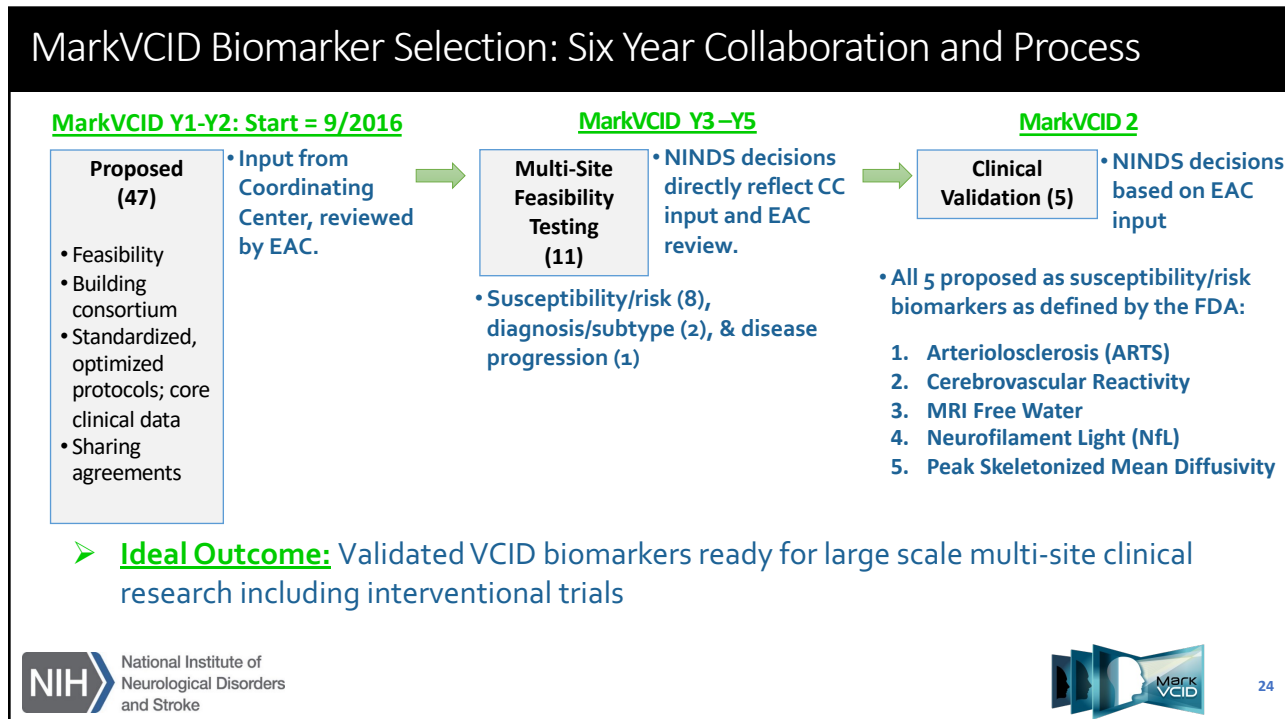 MarkVCID Biomarker Selection: Six Year Collaboration and Process
MarkVCID Y1-Y2: Start = 9/2016
Proposed
(47)
• Feasibility
• Building
consortium
• Standardized,
optimized
protocols; core
clinical data
• Sharing
agreements
• Input from
Coordinating
Center, reviewed
by EAC.
MarkVCID Y3–Y5
Multi-Site
Feasibility
Testing
(11)
• NINDS decisions
directly reflect CC
input and EAC
review.
• Susceptibility/risk (8),
diagnosis/subtype (2), & disease
progression (1)
MarkVCID 2
Clinical
Validation (5)
• NINDS decisions
based on EAC
input
• All 5 proposed as susceptibility/risk
biomarkers as defined by the FDA:
1. Arteriolosclerosis (ARTS)
2. Cerebrovascular Reactivity
3. MRI Free Water
4. Neurofilament Light (NfL)
5. Peak Skeletonized Mean Diffusivity
➢ Ideal Outcome: Validated VCID biomarkers ready for large scale multi-site clinical
research including interventional trials
NIH
National Institute of
Neurological Disorders
and Stroke
Mark
VCID
24